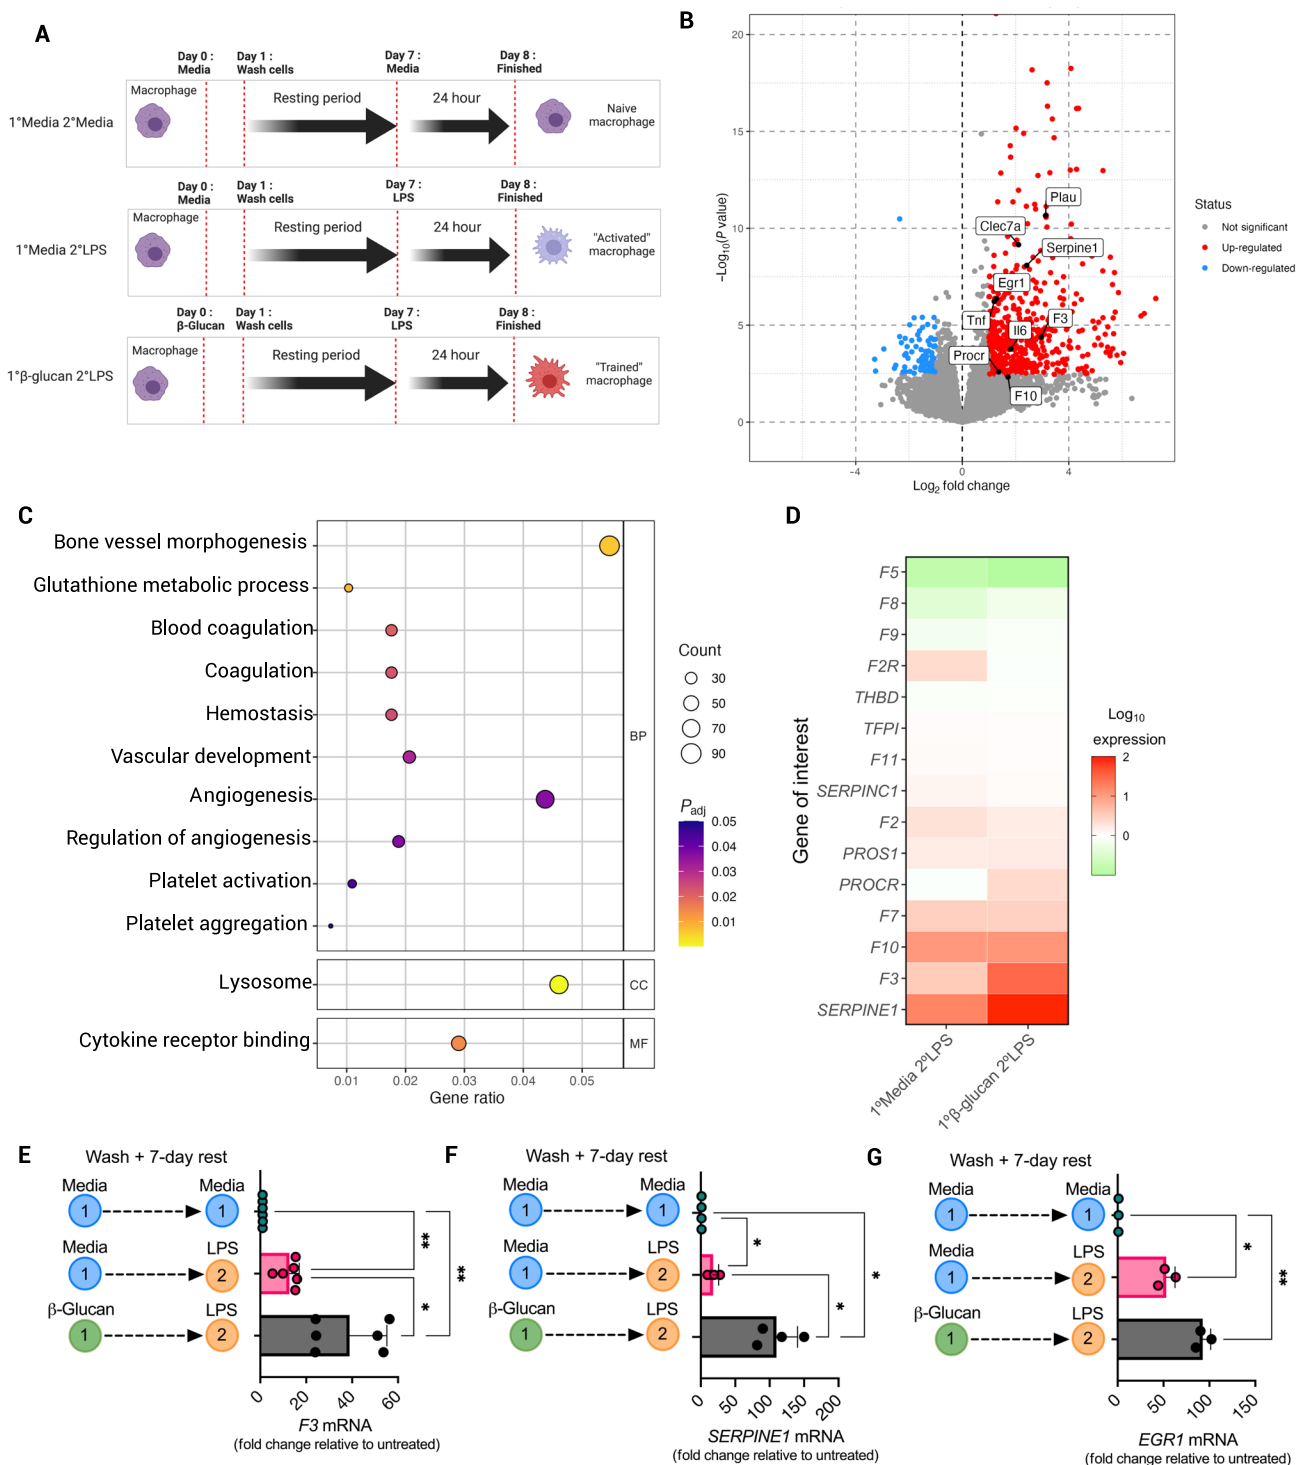 A
Day 0 :
Media
Day 1 :
Wash cells
Day 7 :
Media
Day 8 :
Finished
1°Media 2°Media
Macrophage
Resting period
24 hour
Naive
macrophage
Day 0 :
Media
Day 1 :
Wash cells
Day 7 :
LPS
Day 8 :
Finished
1°Media 2°LPS
Macrophage
Resting period
24 hour
"Activated"
macrophage
Day 0 :
β-Glucan
Day 1 :
Wash cells
Day 7 :
LPS
Day 8 :
Finished
1°β-glucan 2°LPS
Macrophage
Resting period
24 hour
"Trained"
macrophage
B
−Log10(P value)
20
15
10
5
0
Plau
Clec7a
Serpine1
Egr1
Tnf
Il6
F3
Procr
F10
−4
0
4
Log2 fold change
Status
Not significant
Up-regulated
Down-regulated
C
Bone vessel morphogenesis
Glutathione metabolic process
Blood coagulation
Coagulation
Hemostasis
Vascular development
Angiogenesis
Regulation of angiogenesis
Platelet activation
Platelet aggregation
Lysosome
Cytokine receptor binding
BP
CC
MF
0.01
0.02
0.03
0.04
0.05
Gene ratio
Count
30
50
70
90
Padj
0.05
0.04
0.03
0.02
0.01
D
Gene of interest
F5
F8
F9
F2R
THBD
TFPI
F11
SERPINC1
F2
PROS1
PROCR
F7
F10
F3
SERPINE1
1°Media 2°LPS
1°β-glucan 2°LPS
Log10
expression
2
1
0
E
Wash + 7-day rest
Media
Media
1
1
LPS
Media
1
2
β-Glucan
LPS
1
2
**
**
*
0
20
40
60
F3 mRNA
(fold change relative to untreated)
F
Wash + 7-day rest
Media
Media
1
1
Media
LPS
1
2
β-Glucan
LPS
1
2
*
*
*
0
50
100
150
200
SERPINE1 mRNA
(fold change relative to untreated)
G
Wash + 7-day rest
Media
Media
1
1
Media
LPS
1
2
β-Glucan
LPS
1
2
*
**
0
50
100
150
EGR1 mRNA
(fold change relative to untreated)